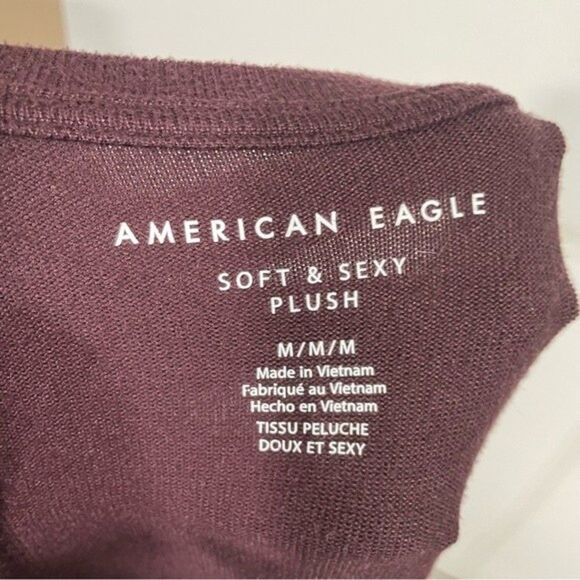 AMERICAN EAGLE
SOFT & SEXY
PLUSH
M/M/M
Made in Vietnam
Fabriqué au Vietnam
Hecho en Vietnam
TISSU PELUCHE
DOUX ET SEXY